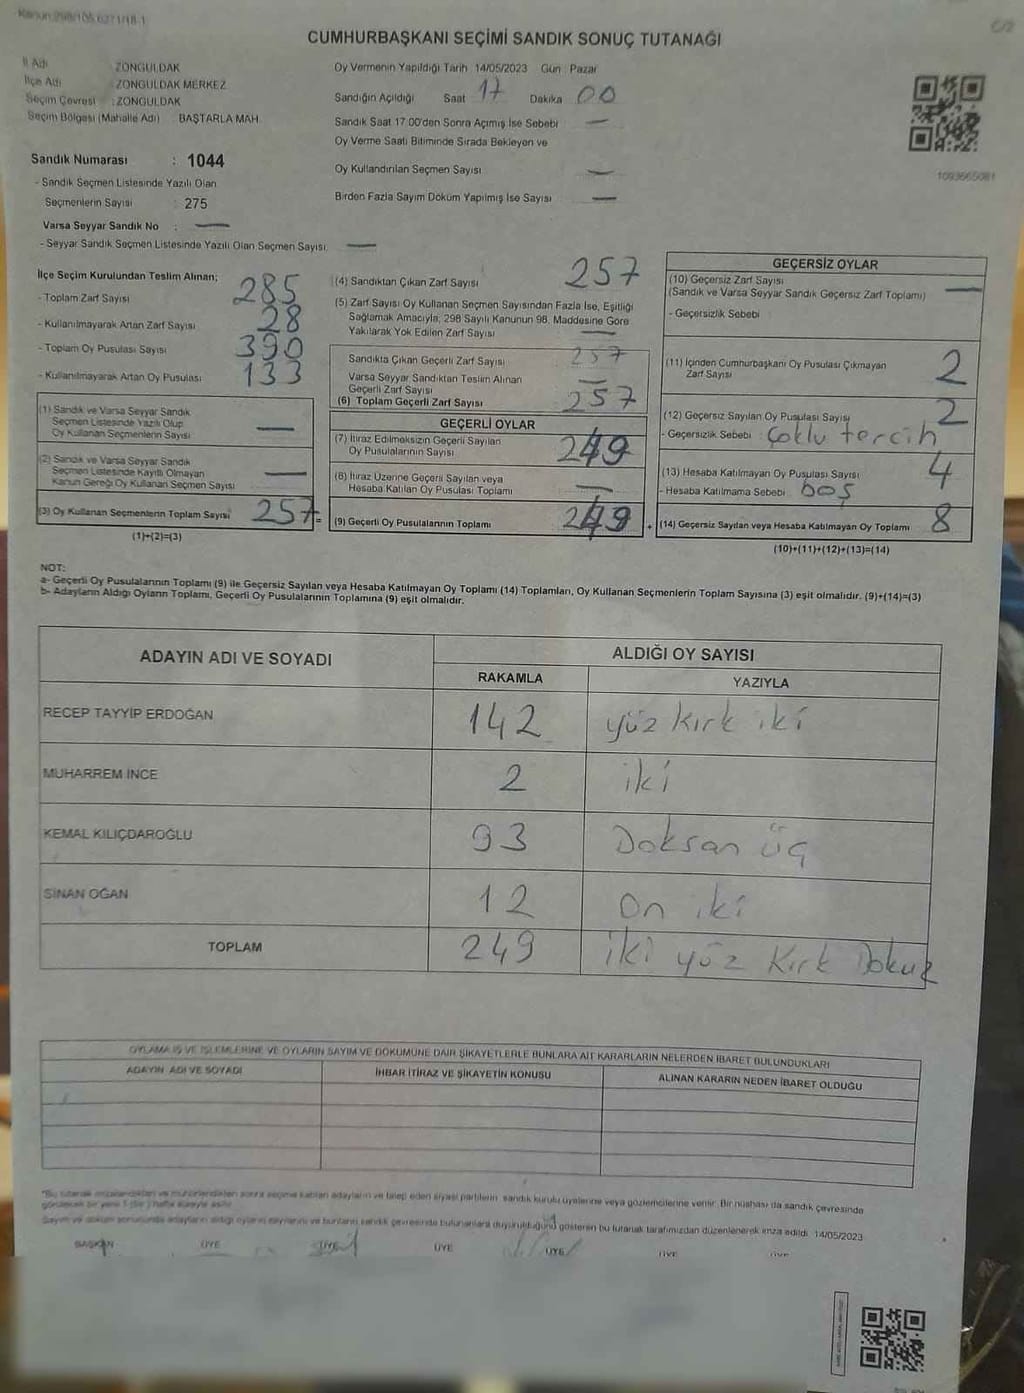 Kanun:298/105,6271/18-1
C/2
CUMHURBAŞKANI SEÇİMİ SANDIK SONUÇ TUTANAĞI
İl Adı ZONGULDAK
İlçe Adı : ZONGULDAK MERKEZ
Seçim Çevresi : ZONGULDAK
Seçim Bölgesi (Mahalle Adı) BAŞTARLA MAH.
Oy Vermenin Yapıldığı Tarih 14/05/2023 Gün Pazar
Sandığın Açıldığı Saat 17 Dakika 00
Sandık Saat 17.00'den Sonra Açımış İse Sebebi —
Oy Verme Saati Bitiminde Sırada Bekleyen ve
Oy Kullandırılan Seçmen Sayısı —
Birden Fazla Sayım Döküm Yapılmış İse Sayısı —
1093665081
Sandık Numarası : 1044
- Sandık Seçmen Listesinde Yazılı Olan
Seçmenlerin Sayısı : 275
Varsa Seyyar Sandık No : —
- Seyyar Sandık Seçmen Listesinde Yazılı Olan Seçmen Sayısı —
İlçe Seçim Kurulundan Teslim Alınan;
- Toplam Zarf Sayısı 285
- Kullanılmayarak Artan Zarf Sayısı 28
- Toplam Oy Pusulası Sayısı 390
- Kullanılmayarak Artan Oy Pusulası 133
(1) Sandık ve Varsa Seyyar Sandık
Seçmen Listesinde Yazılı Olup
Oy Kullanan Seçmenlerin Sayısı —
(2) Sandık ve Varsa Seyyar Sandık
Seçmen Listesinde Kayıtlı Olmayan
Kanun Gereği Oy Kullanan Seçmen Sayısı —
(3) Oy Kullanan Seçmenlerin Toplam Sayısı 257 =
(1)+(2)=(3)
(4) Sandıktan Çıkan Zarf Sayısı 257
(5) Zarf Sayısı Oy Kullanan Seçmen Sayısından Fazla İse, Eşitliği
Sağlamak Amacıyla, 298 Sayılı Kanunun 98. Maddesine Göre
Yakılarak Yok Edilen Zarf Sayısı —
Sandıkta Çıkan Geçerli Zarf Sayısı 257
Varsa Seyyar Sandıktan Teslim Alınan
Geçerli Zarf Sayısı —
(6) Toplam Geçerli Zarf Sayısı 257
GEÇERLİ OYLAR
(7) İtiraz Edilmeksizin Geçerli Sayılan
Oy Pusulalarının Sayısı 249
(8) İtiraz Üzerine Geçerli Sayılan veya
Hesaba Katılan Oy Pusulası Toplamı —
(9) Geçerli Oy Pusulalarının Toplamı 249 +
GEÇERSİZ OYLAR
(10) Geçersiz Zarf Sayısı —
(Sandık ve Varsa Seyyar Sandık Geçersiz Zarf Toplamı)
- Geçersizlik Sebebi
(11) İçinden Cumhurbaşkanı Oy Pusulası Çıkmayan
Zarf Sayısı 2
(12) Geçersiz Sayılan Oy Pusulası Sayısı 2
- Geçersizlik Sebebi : Çoklu tercih
(13) Hesaba Katılmayan Oy Pusulası Sayısı 4
- Hesaba Katılmama Sebebi boş
(14) Geçersiz Sayılan veya Hesaba Katılmayan Oy Toplamı 8
(10)+(11)+(12)+(13)=(14)
NOT:
a- Geçerli Oy Pusulalarının Toplamı (9) ile Geçersiz Sayılan veya Hesaba Katılmayan Oy Toplamı (14) Toplamları, Oy Kullanan Seçmenlerin Toplam Sayısına (3) eşit olmalıdır. (9)+(14)=(3)
b- Adayların Aldığı Oyların Toplamı, Geçerli Oy Pusulalarının Toplamına (9) eşit olmalıdır.
ADAYIN ADI VE SOYADI
ALDIĞI OY SAYISI
RAKAMLA YAZIYLA
RECEP TAYYİP ERDOĞAN 142 yüz kırk iki
MUHARREM İNCE 2 iki
KEMAL KILIÇDAROĞLU 93 Doksan üç
SİNAN OĞAN 12 On iki
TOPLAM 249 iki yüz Kırk Dokuz
OYLAMA İŞ VE İŞLEMLERİNE VE OYLARIN SAYIM VE DÖKÜMÜNE DAİR ŞİKAYETLERLE BUNLARA AİT KARARLARIN NELERDEN İBARET BULUNDUKLARI
ADAYIN ADI VE SOYADI İHBAR İTİRAZ VE ŞİKAYETİN KONUSU ALINAN KARARIN NEDEN İBARET OLDUĞU
sonra seçime katılan adayların ve talep eden siyasi partilerin sandık kurulu üyelerine veya gözlemcilerine verilir. Bir nüshası da sandık çevresinde
Sayım ve döküm sonucunda adayların aldığı oyların sayılarını ve bunların sandık çevresinde bulunanlara duyurulduğunu gösteren bu tutanak tarafımızdan düzenlenerek imza edildi. 14/05/2023
BAŞKAN ÜYE ÜYE ÜYE ÜYE ÜYE ÜYE